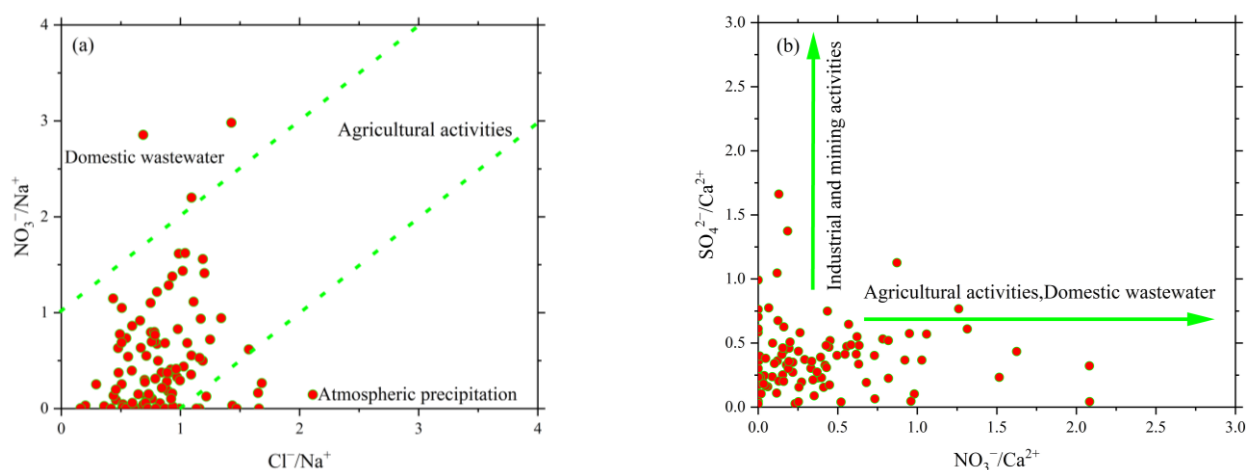 (a)
4
3
2
1
0
0 1 2 3 4
NO₃⁻/Na⁺
Cl⁻/Na⁺
Agricultural activities
Domestic wastewater
Atmospheric precipitation
(b)
3.0
2.5
2.0
1.5
1.0
0.5
0.0
0.0 0.5 1.0 1.5 2.0 2.5 3.0
SO₄²⁻/Ca²⁺
NO₃⁻/Ca²⁺
Industrial and mining activities
Agricultural activities,Domestic wastewater